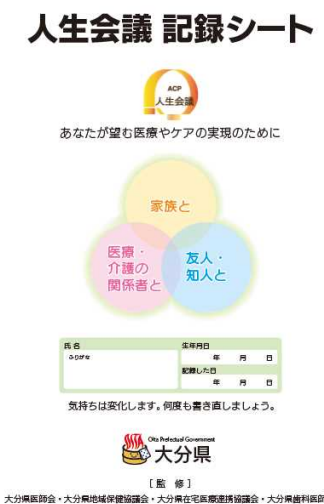 人生会議 記録シート
ACP
人生会議
あなたが望む医療やケアの実現のために
家族と
医療・
介護の
関係者と
友人・
知人と
氏名
ふりがな
生年月日
年 月 日
記録した日
年 月 日
気持ちは変化します。何度も書き直しましょう。
Oita Prefectual Government
大分県
[監 修]
大分県医師会・大分県地域保健協議会・大分県在宅医療連携協議会・大分県歯科医師